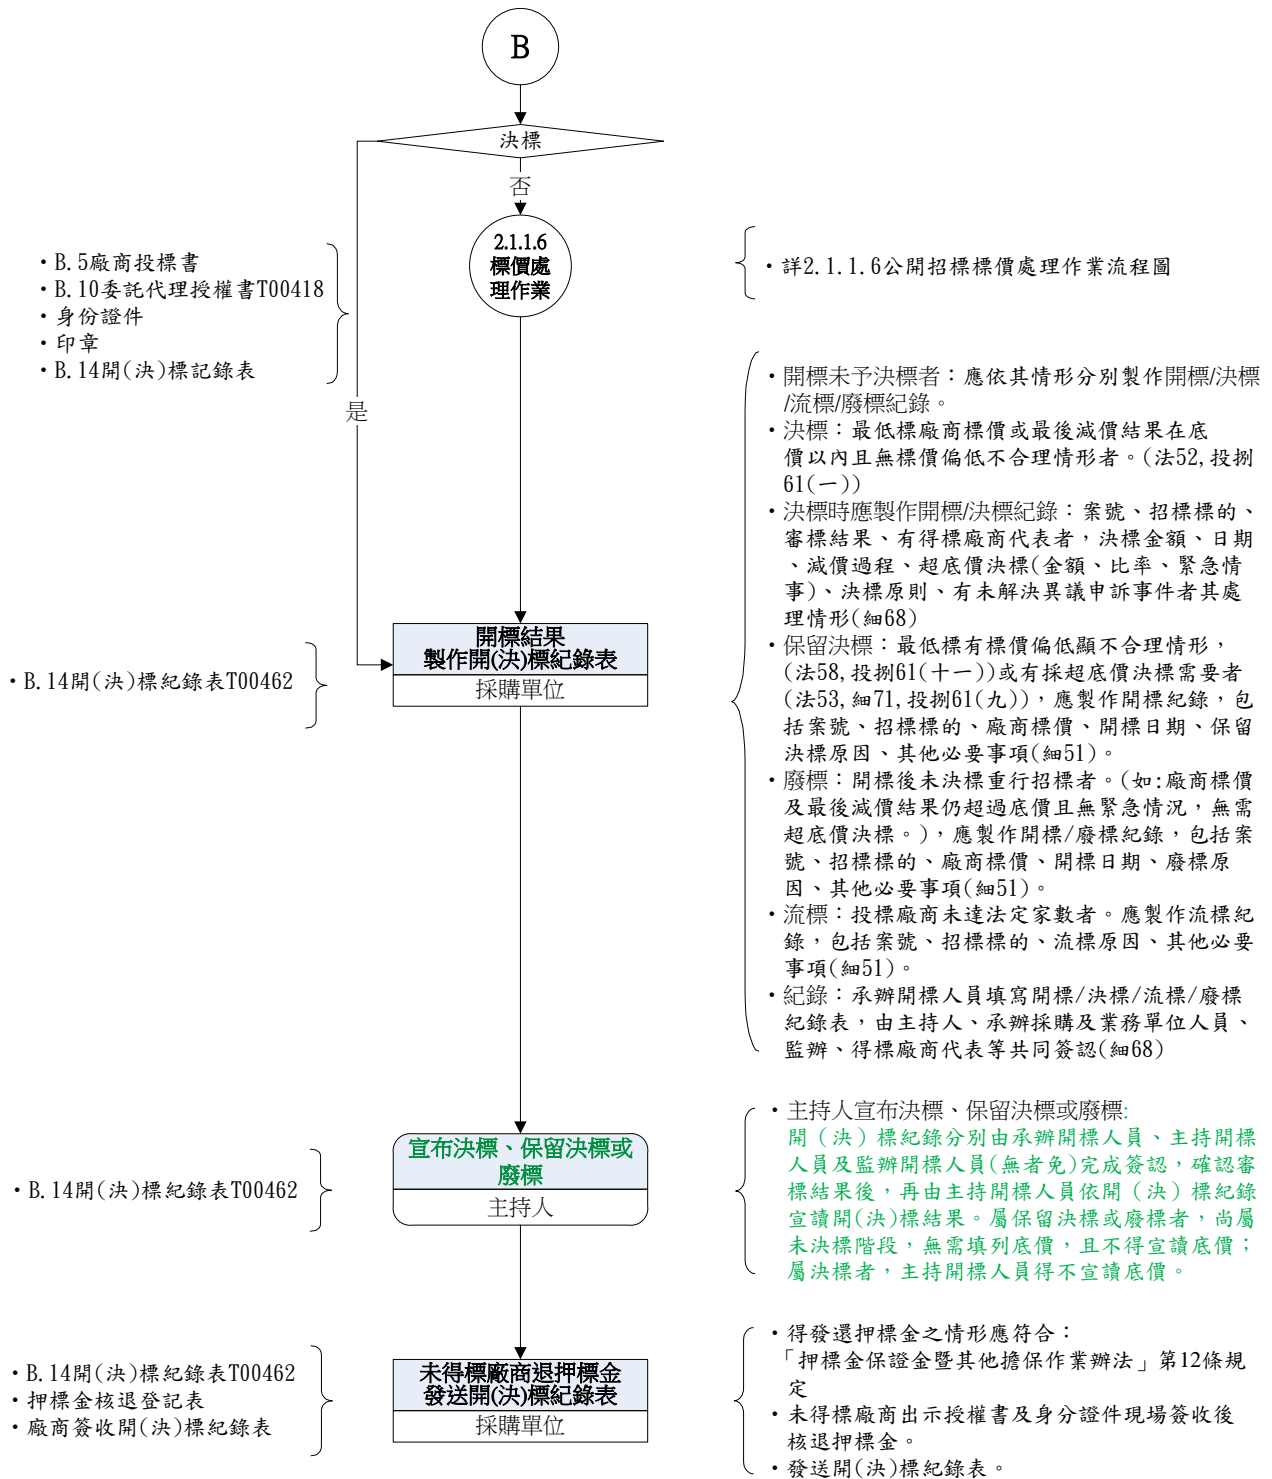 B
決標
否
2.1.1.6
標價處
理作業
・B.5廠商投標書
・B.10委託代理授權書T00418
・身份證件
・印章
・B.14開(決)標記錄表
・詳2.1.1.6公開招標標價處理作業流程圖
是
・開標未予決標者：應依其情形分別製作開標/決標
/流標/廢標紀錄。
・決標：最低標廠商標價或最後減價結果在底
價以內且無標價偏低不合理情形者。(法52,投捌
61(一))
・決標時應製作開標/決標紀錄：案號、招標標的、
審標結果、有得標廠商代表者，決標金額、日期
、減價過程、超底價決標(金額、比率、緊急情
事)、決標原則、有未解決異議申訴事件者其處
理情形(細68)
・保留決標：最低標有標價偏低顯不合理情形，
(法58,投捌61(十一))或有採超底價決標需要者
(法53,細71,投捌61(九))，應製作開標紀錄，包
括案號、招標標的、廠商標價、開標日期、保留
決標原因、其他必要事項(細51)。
・廢標：開標後未決標重行招標者。(如:廠商標價
及最後減價結果仍超過底價且無緊急情況，無需
超底價決標。)，應製作開標/廢標紀錄，包括案
號、招標標的、廠商標價、開標日期、廢標原
因、其他必要事項(細51)。
・流標：投標廠商未達法定家數者。應製作流標紀
錄，包括案號、招標標的、流標原因、其他必要
事項(細51)。
・紀錄：承辦開標人員填寫開標/決標/流標/廢標
紀錄表，由主持人、承辦採購及業務單位人員、
監辦、得標廠商代表等共同簽認(細68)
開標結果
製作開(決)標紀錄表
採購單位
・B.14開(決)標紀錄表T00462
宣布決標、保留決標或
廢標
主持人
・B.14開(決)標紀錄表T00462
・主持人宣布決標、保留決標或廢標:
開（決）標紀錄分別由承辦開標人員、主持開標
人員及監辦開標人員(無者免)完成簽認，確認審
標結果後，再由主持開標人員依開（決）標紀錄
宣讀開(決)標結果。屬保留決標或廢標者，尚屬
未決標階段，無需填列底價，且不得宣讀底價；
屬決標者，主持開標人員得不宣讀底價。
未得標廠商退押標金
發送開(決)標紀錄表
採購單位
・B.14開(決)標紀錄表T00462
・押標金核退登記表
・廠商簽收開(決)標紀錄表
・得發還押標金之情形應符合：
「押標金保證金暨其他擔保作業辦法」第12條規
定
・未得標廠商出示授權書及身分證件現場簽收後
核退押標金。
・發送開(決)標紀錄表。